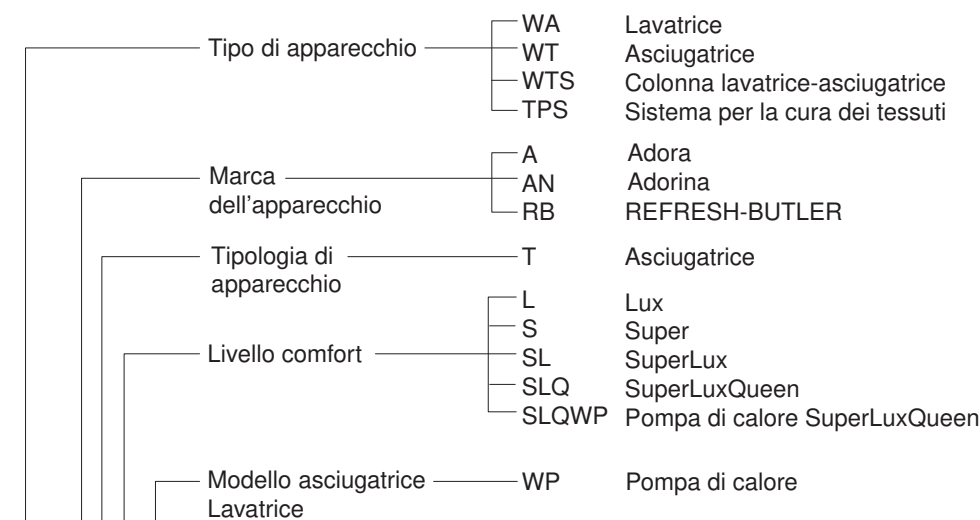 WA Lavatrice
Tipo di apparecchio WT Asciugatrice
WTS Colonna lavatrice-asciugatrice
TPS Sistema per la cura dei tessuti
A Adora
Marca AN Adorina
dell'apparecchio RB REFRESH-BUTLER
Tipologia di T Asciugatrice
apparecchio
L Lux
S Super
Livello comfort SL SuperLux
SLQ SuperLuxQueen
SLQWP Pompa di calore SuperLuxQueen
Modello asciugatrice WP Pompa di calore
Lavatrice